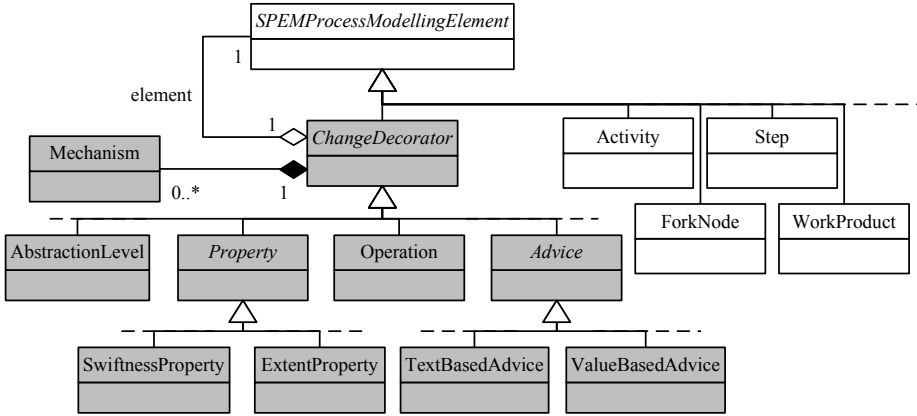 SPEMProcessModellingElement
1
element
1
ChangeDecorator
Activity
Step
Mechanism
0..*
1
ForkNode
WorkProduct
AbstractionLevel
Property
Operation
Advice
SwiftnessProperty
ExtentProperty
TextBasedAdvice
ValueBasedAdvice